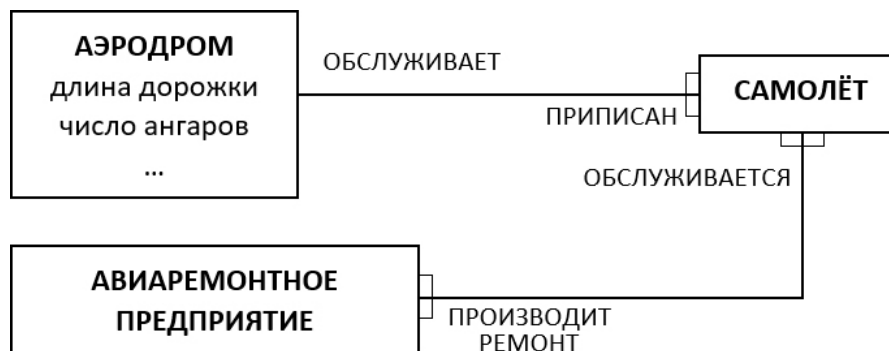 АЭРОДРОМ
длина дорожки
число ангаров
...
ОБСЛУЖИВАЕТ
ПРИПИСАН
САМОЛЁТ
ОБСЛУЖИВАЕТСЯ
АВИАРЕМОНТНОЕ
ПРЕДПРИЯТИЕ
ПРОИЗВОДИТ
РЕМОНТ